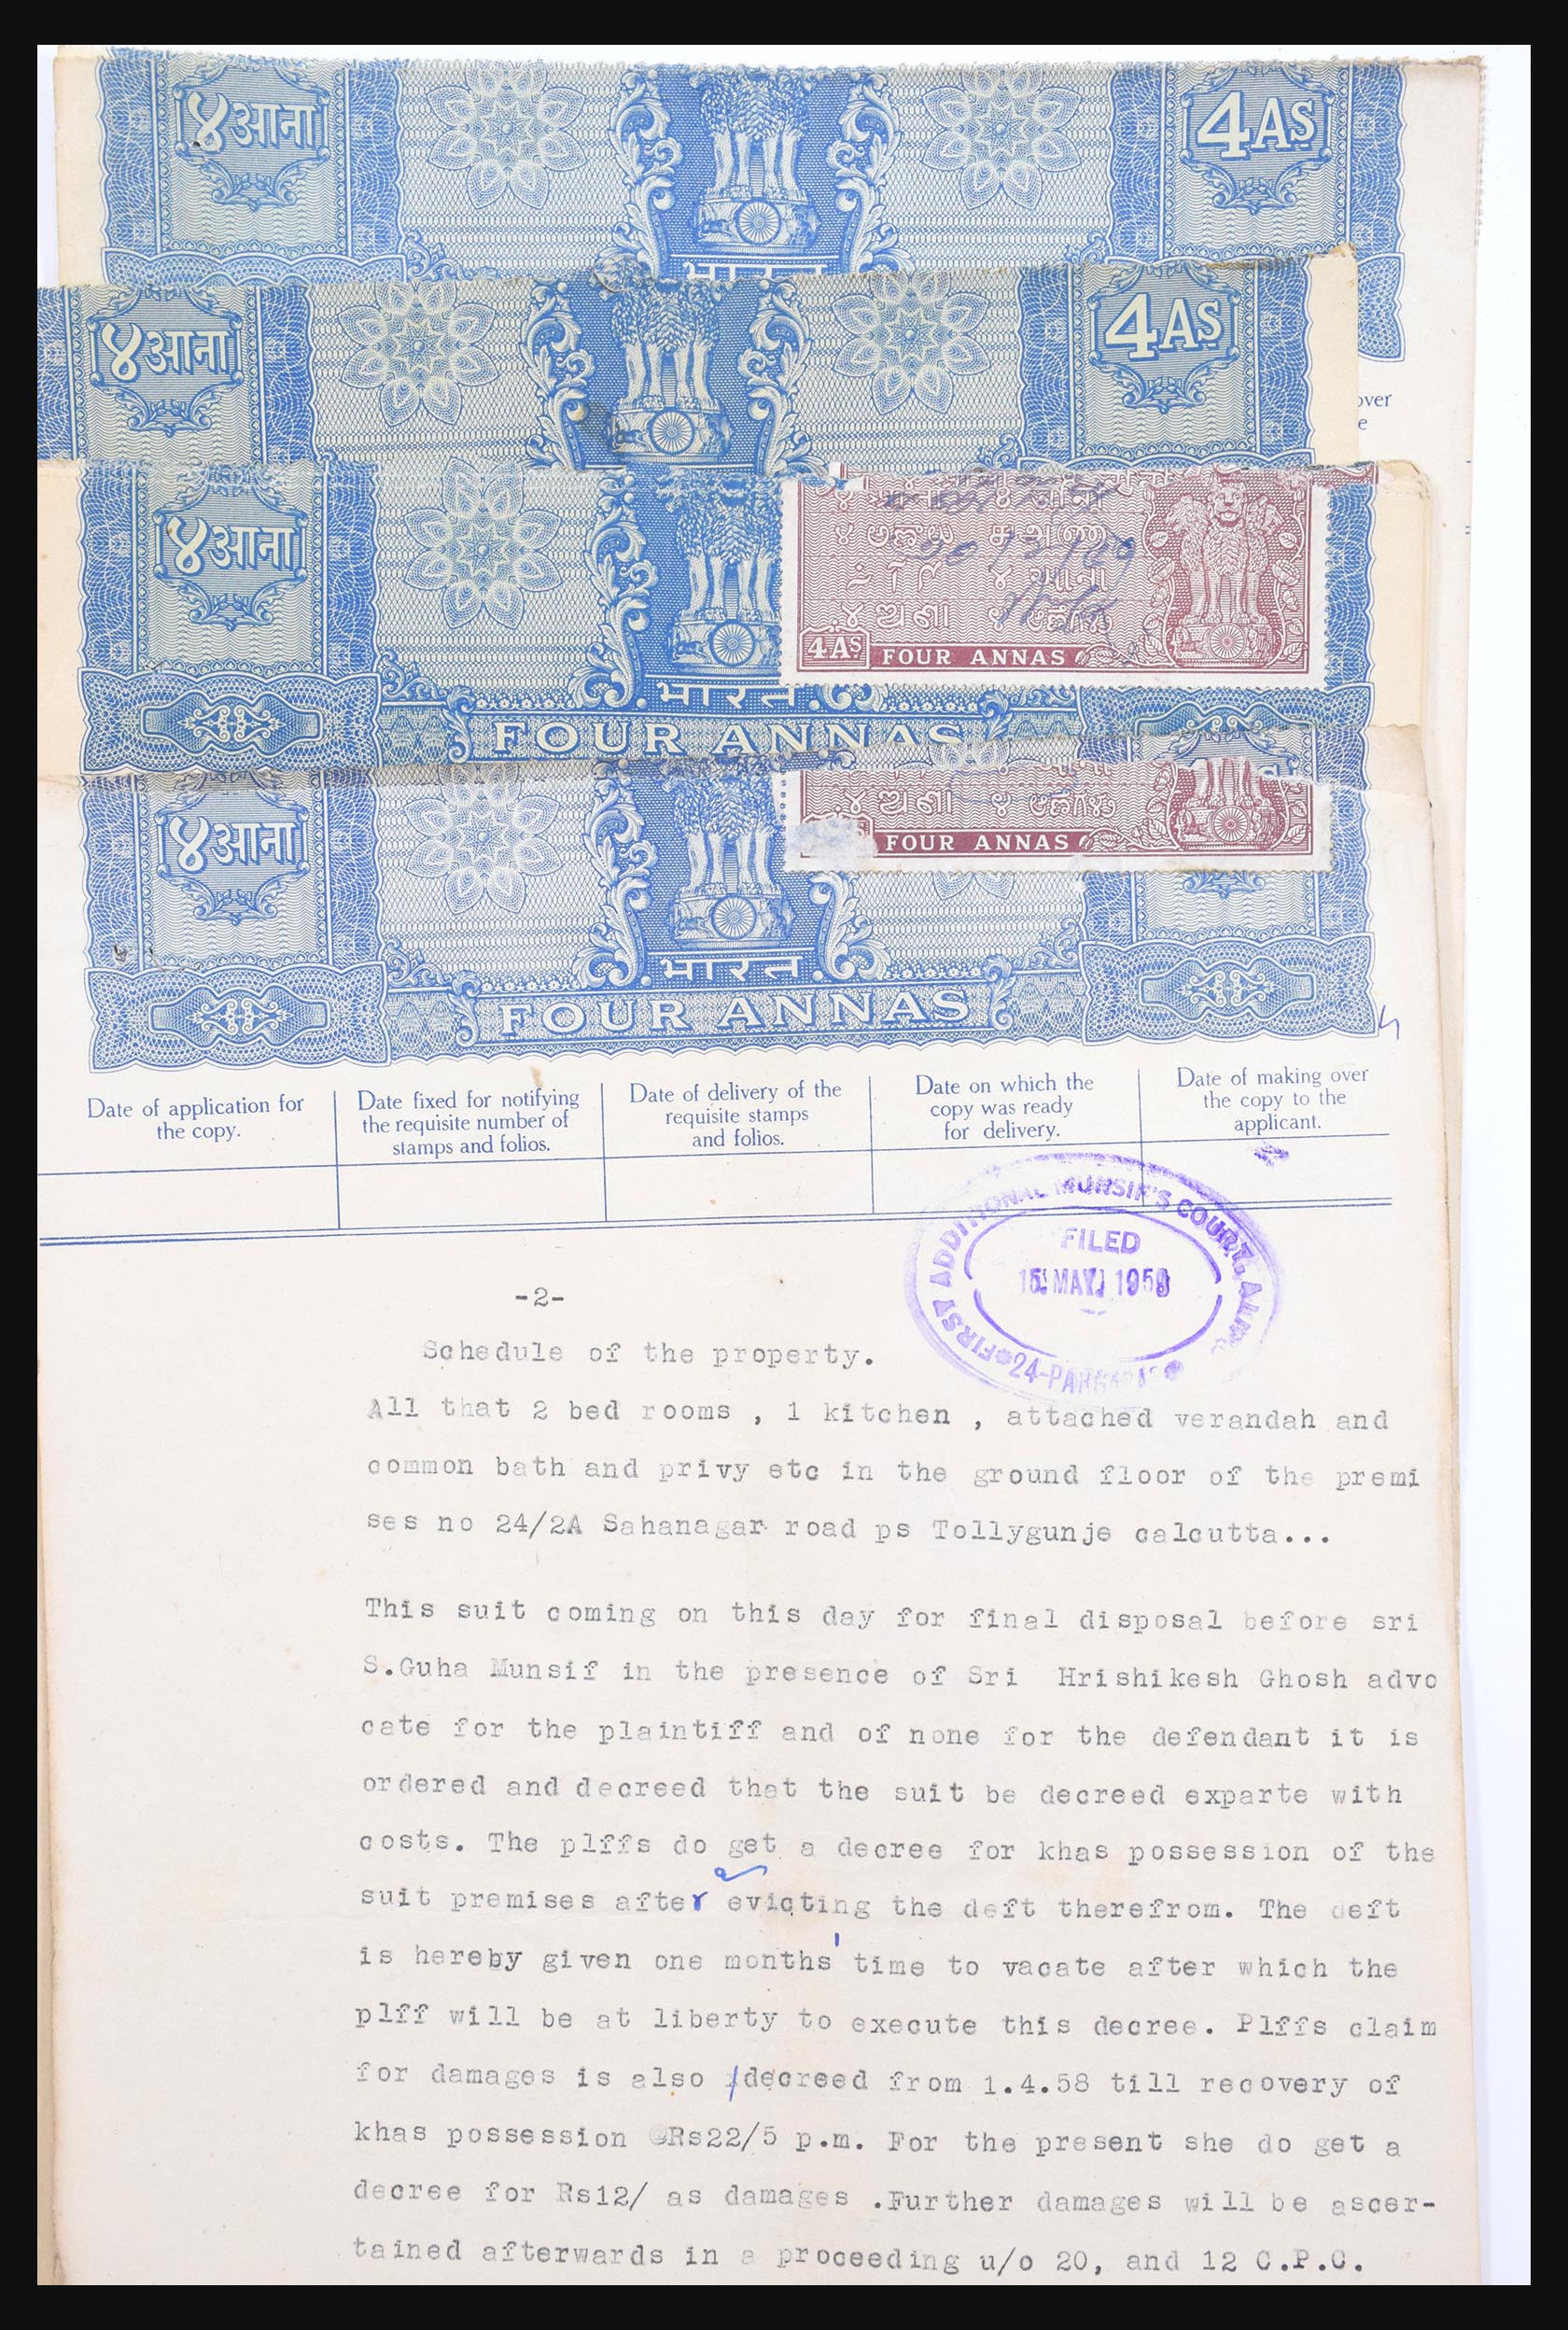 ४आना 4As
भारत
४आना 4As
over
e
४आना
4As FOUR ANNAS
भारत
FOUR ANNAS
४आना
FOUR ANNAS
भारत
FOUR ANNAS
Date of application for the copy.
Date fixed for notifying the requisite number of stamps and folios.
Date of delivery of the requisite stamps and folios.
Date on which the copy was ready for delivery.
Date of making over the copy to the applicant.
FIRST ADDITIONAL MUNSIF'S COURT,
FILED
15 MAY 1959
24-
-2-
Schedule of the property.
All that 2 bed rooms , 1 kitchen , attached verandah and
common bath and privy etc in the ground floor of the premi
ses no 24/2A Sahanagar road ps Tollygunje calcutta...
This suit coming on this day for final disposal before sri
S.Guha Munsif in the presence of Sri Hrishikesh Ghosh advo
cate for the plaintiff and of none for the defendant it is
ordered and decreed that the suit be decreed exparte with
costs. The plffs do get a decree for khas possession of the
suit premises after evicting the deft therefrom. The deft
is hereby given one months' time to vacate after which the
plff will be at liberty to execute this decree. Plffs claim
for damages is also decreed from 1.4.58 till recovery of
khas possession @Rs22/5 p.m. For the present she do get a
decree for Rs12/ as damages .Further damages will be ascer-
tained afterwards in a proceeding u/o 20, and 12 C.P.C.